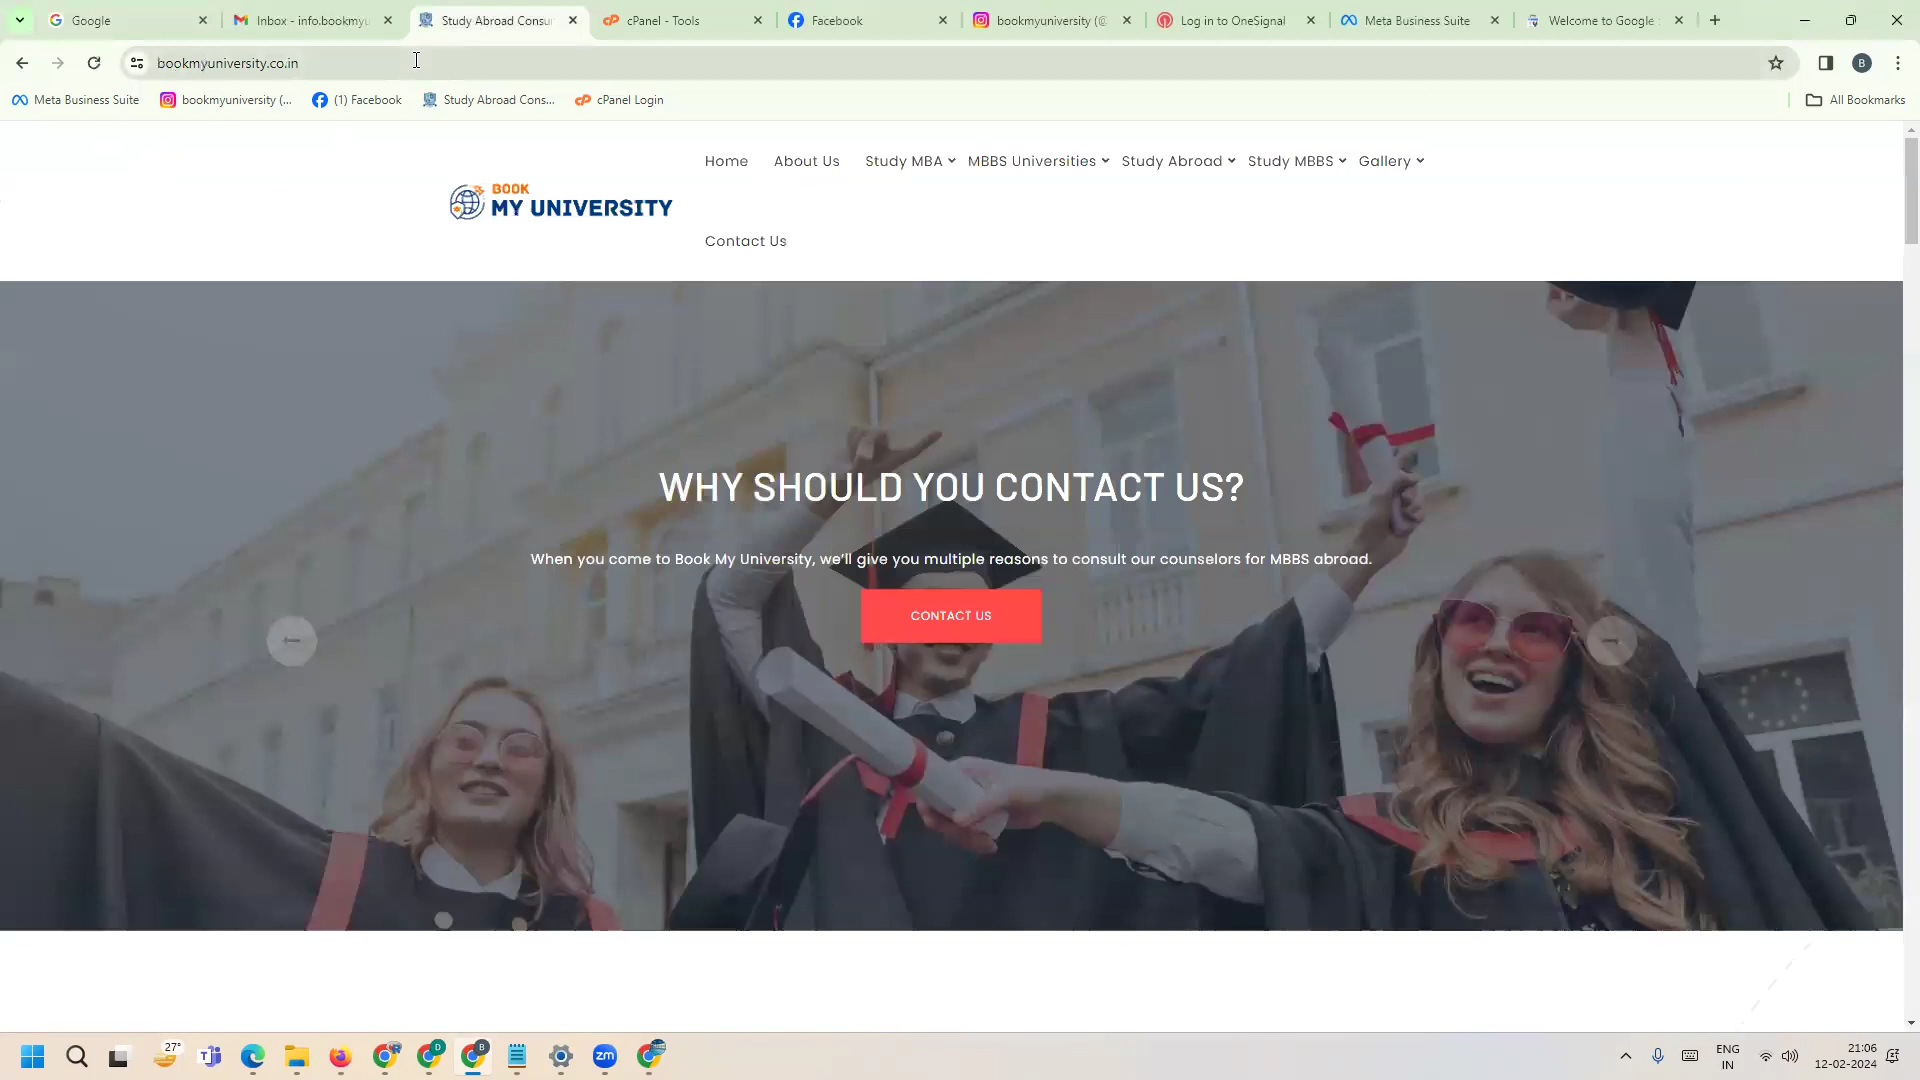 Google
Inbox - info.bookmyu
Study Abroad Consu
cPanel - Tools
Facebook
bookmyuniversity (@
Log in to OneSignal
Meta Business Suite
Welcome to Google
bookmyuniversity.co.in
B
Meta Business Suite
bookmyuniversity (...
(1) Facebook
Study Abroad Cons...
cPanel Login
All Bookmarks
BOOK
MY UNIVERSITY
Home
About Us
Study MBA
MBBS Universities
Study Abroad
Study MBBS
Gallery
Contact Us
WHY SHOULD YOU CONTACT US?
When you come to Book My University, we'll give you multiple reasons to consult our counselors for MBBS abroad.
CONTACT US
27°
D
B
zm
ENG
IN
21:06
12-02-2024